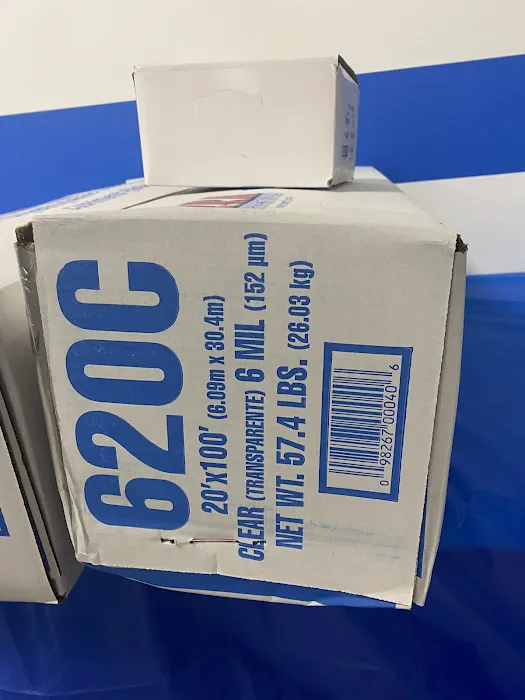 620C
20'x100' (6.09m x 30.4m)
CLEAR (TRANSPARENTE) 6 MIL (152 µm)
NET WT. 57.4 LBS. (26.03 kg)
0 98267 00040 6